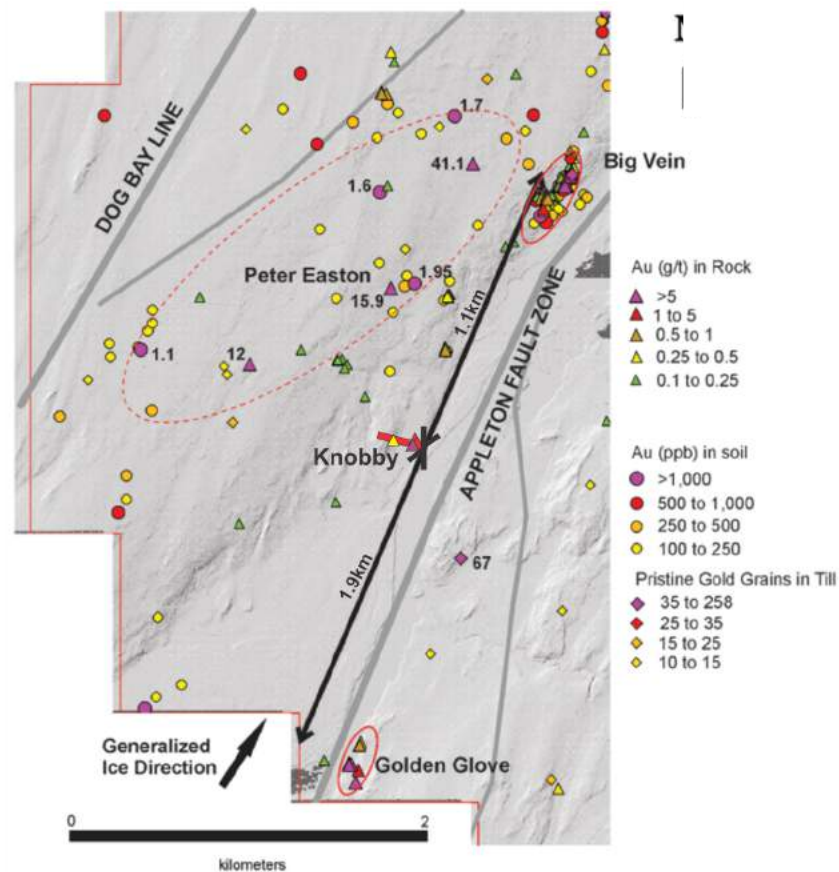 DOG BAY LINE
1.7
41.1
Big Vein
1.6
Peter Easton
1.95
15.9
1.1km
1.1
12
Knobby
APPLETON FAULT ZONE
67
1.9km
Generalized
Ice Direction
Golden Glove
0
2
kilometers
Au (g/t) in Rock
>5
1 to 5
0.5 to 1
0.25 to 0.5
0.1 to 0.25
Au (ppb) in soil
>1,000
500 to 1,000
250 to 500
100 to 250
Pristine Gold Grains in Till
35 to 258
25 to 35
15 to 25
10 to 15